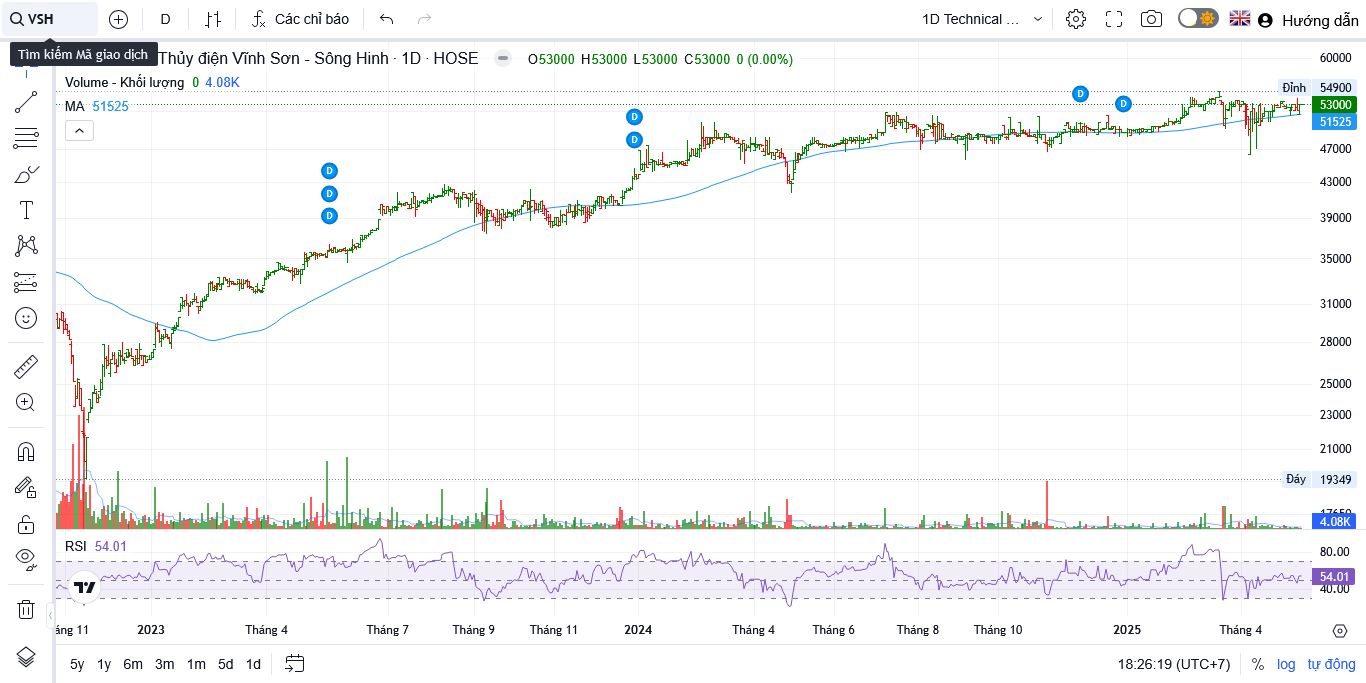 VSH D Các chỉ báo 1D Technical ... Hướng dẫn
Tìm kiếm Mã giao dịch
Thủy điện Vĩnh Sơn - Sông Hinh · 1D · HOSE O53000 H53000 L53000 C53000 0 (0.00%)
Volume - Khối lượng 0 4.08K
MA 51525
D
D
D
D
D
D
D
60000
Đỉnh 54900
53000
51525
47000
43000
39000
35000
31000
28000
25000
23000
21000
Đáy 19349
4.08K
RSI 54.01
80.00
54.01
40.00
áng 11 2023 Tháng 4 Tháng 7 Tháng 9 Tháng 11 2024 Tháng 4 Tháng 6 Tháng 8 Tháng 10 2025 Tháng 4
5y 1y 6m 3m 1m 5d 1d 18:26:19 (UTC+7) % log tự động